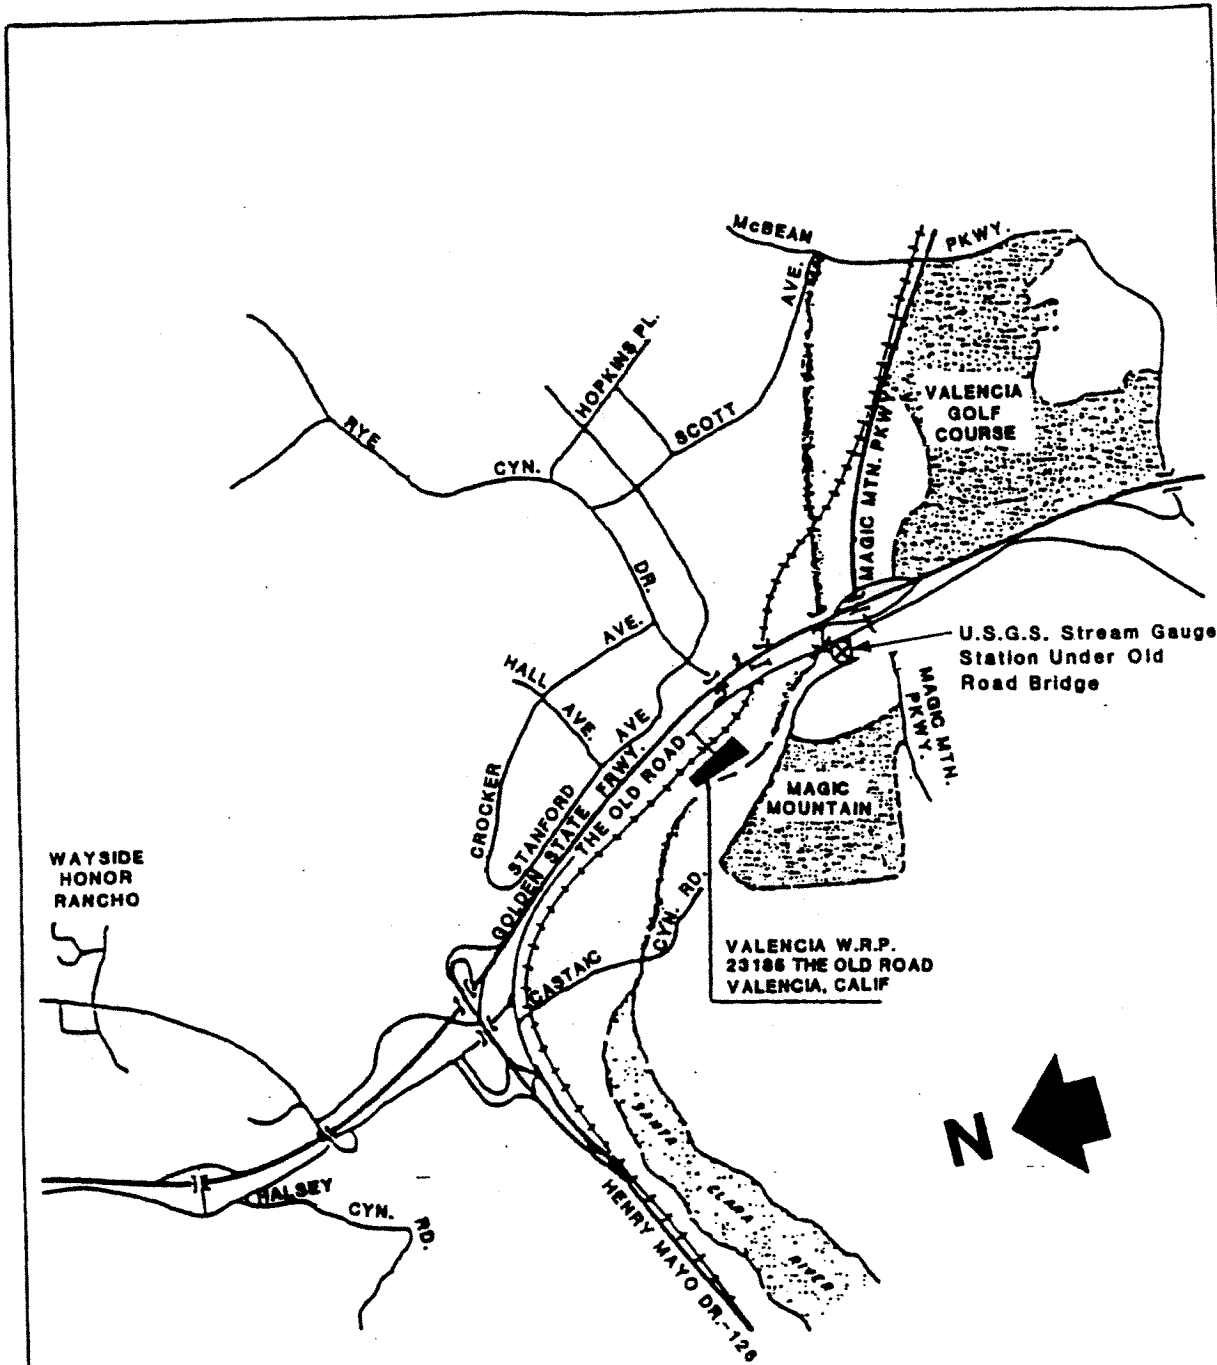 McBEAN
PKWY.
AVE.
HOPKINS PL.
SCOTT
RYE
CYN.
DR.
MAGIC MTN. PKWY.
VALENCIA
GOLF
COURSE
U.S.G.S. Stream Gauge
Station Under Old
Road Bridge
HALL
AVE.
AVE.
AVE.
MAGIC MTN.
PKWY.
CROCKER
STANFORD
GOLDEN STATE FRWY.
THE OLD ROAD
MAGIC
MOUNTAIN
WAYSIDE
HONOR
RANCHO
CASTAIC
CYN. RD.
VALENCIA W.R.P.
23185 THE OLD ROAD
VALENCIA, CALIF
SANTA
CLARA
RIVER
N
HALSEY
CYN.
RD.
HENRY MAYO DR.-126